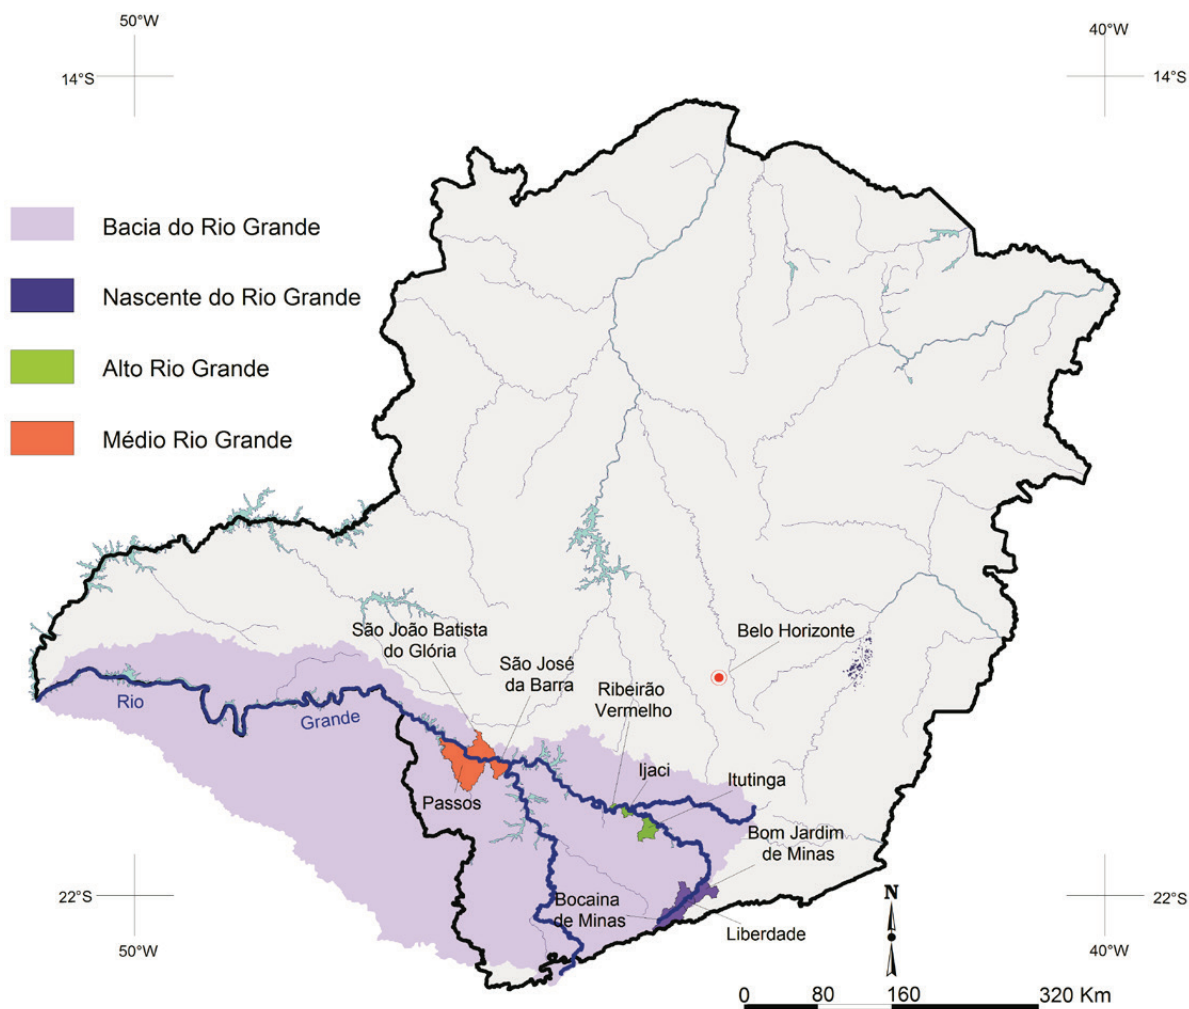 50°W
40°W
14°S
14°S
Bacia do Rio Grande
Nascente do Rio Grande
Alto Rio Grande
Médio Rio Grande
São João Batista
do Glória
São José
da Barra
Ribeirão
Vermelho
Belo Horizonte
Rio
Grande
Ijaci
Itutinga
Passos
Bom Jardim
de Minas
Bocaina
de Minas
Liberdade
22°S
22°S
N
50°W
40°W
0 80 160 320 Km